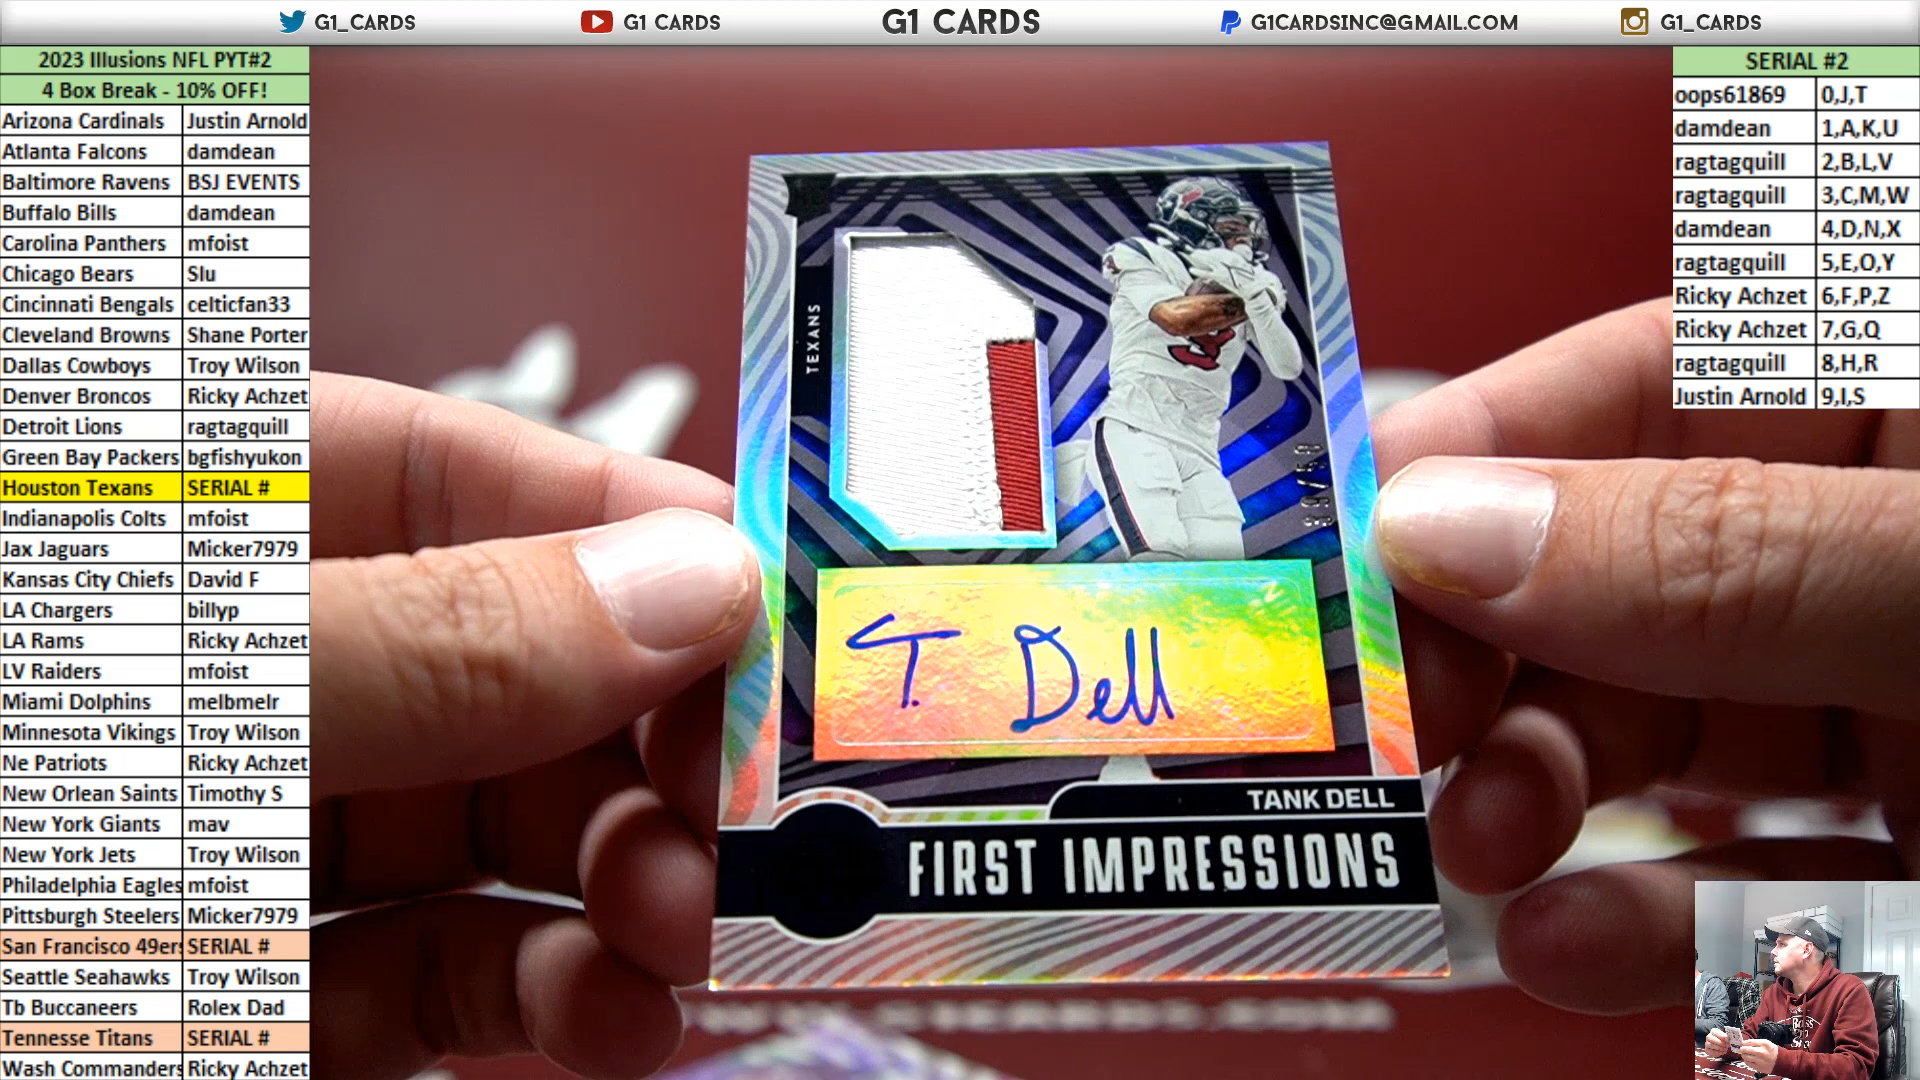 G1_CARDS G1 CARDS G1 CARDS G1CARDSINC@GMAIL.COM G1_CARDS
2023 Illusions NFL PYT#2
4 Box Break - 10% OFF!
Arizona Cardinals Justin Arnold
Atlanta Falcons damdean
Baltimore Ravens BSJ EVENTS
Buffalo Bills damdean
Carolina Panthers mfoist
Chicago Bears Slu
Cincinnati Bengals celticfan33
Cleveland Browns Shane Porter
Dallas Cowboys Troy Wilson
Denver Broncos Ricky Achzet
Detroit Lions ragtagquill
Green Bay Packers bgfishyukon
Houston Texans SERIAL #
Indianapolis Colts mfoist
Jax Jaguars Micker7979
Kansas City Chiefs David F
LA Chargers billyp
LA Rams Ricky Achzet
LV Raiders mfoist
Miami Dolphins melbmelr
Minnesota Vikings Troy Wilson
Ne Patriots Ricky Achzet
New Orlean Saints Timothy S
New York Giants mav
New York Jets Troy Wilson
Philadelphia Eagles mfoist
Pittsburgh Steelers Micker7979
San Francisco 49ers SERIAL #
Seattle Seahawks Troy Wilson
Tb Buccaneers Rolex Dad
Tennesse Titans SERIAL #
Wash Commanders Ricky Achzet
TEXANS
3
T. Dell
TANK DELL
FIRST IMPRESSIONS
SERIAL #2
oops61869 0,J,T
damdean 1,A,K,U
ragtagquill 2,B,L,V
ragtagquill 3,C,M,W
damdean 4,D,N,X
ragtagquill 5,E,O,Y
Ricky Achzet 6,F,P,Z
Ricky Achzet 7,G,Q
ragtagquill 8,H,R
Justin Arnold 9,I,S